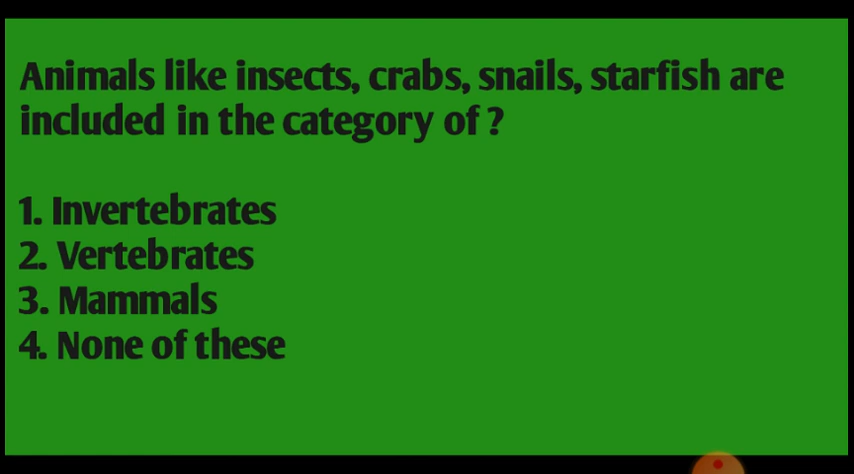 Animals like insects, crabs, snails, starfish are
included in the category of ?
1. Invertebrates
2. Vertebrates
3. Mammals
4. None of these